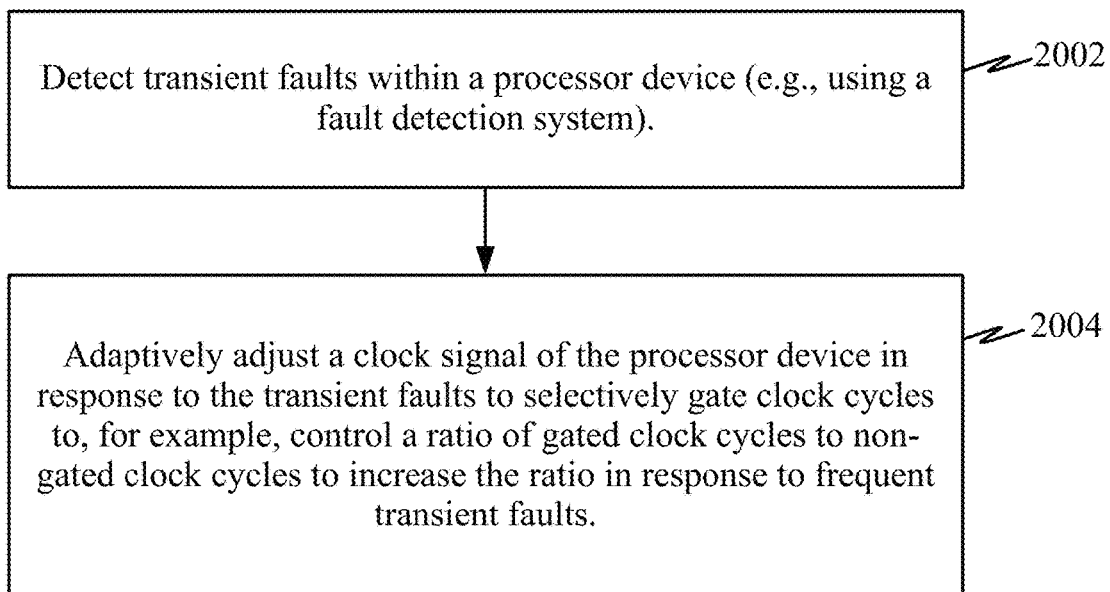 Detect transient faults within a processor device (e.g., using a
fault detection system).
2002
Adaptively adjust a clock signal of the processor device in
response to the transient faults to selectively gate clock cycles
to, for example, control a ratio of gated clock cycles to non-
gated clock cycles to increase the ratio in response to frequent
transient faults.
2004